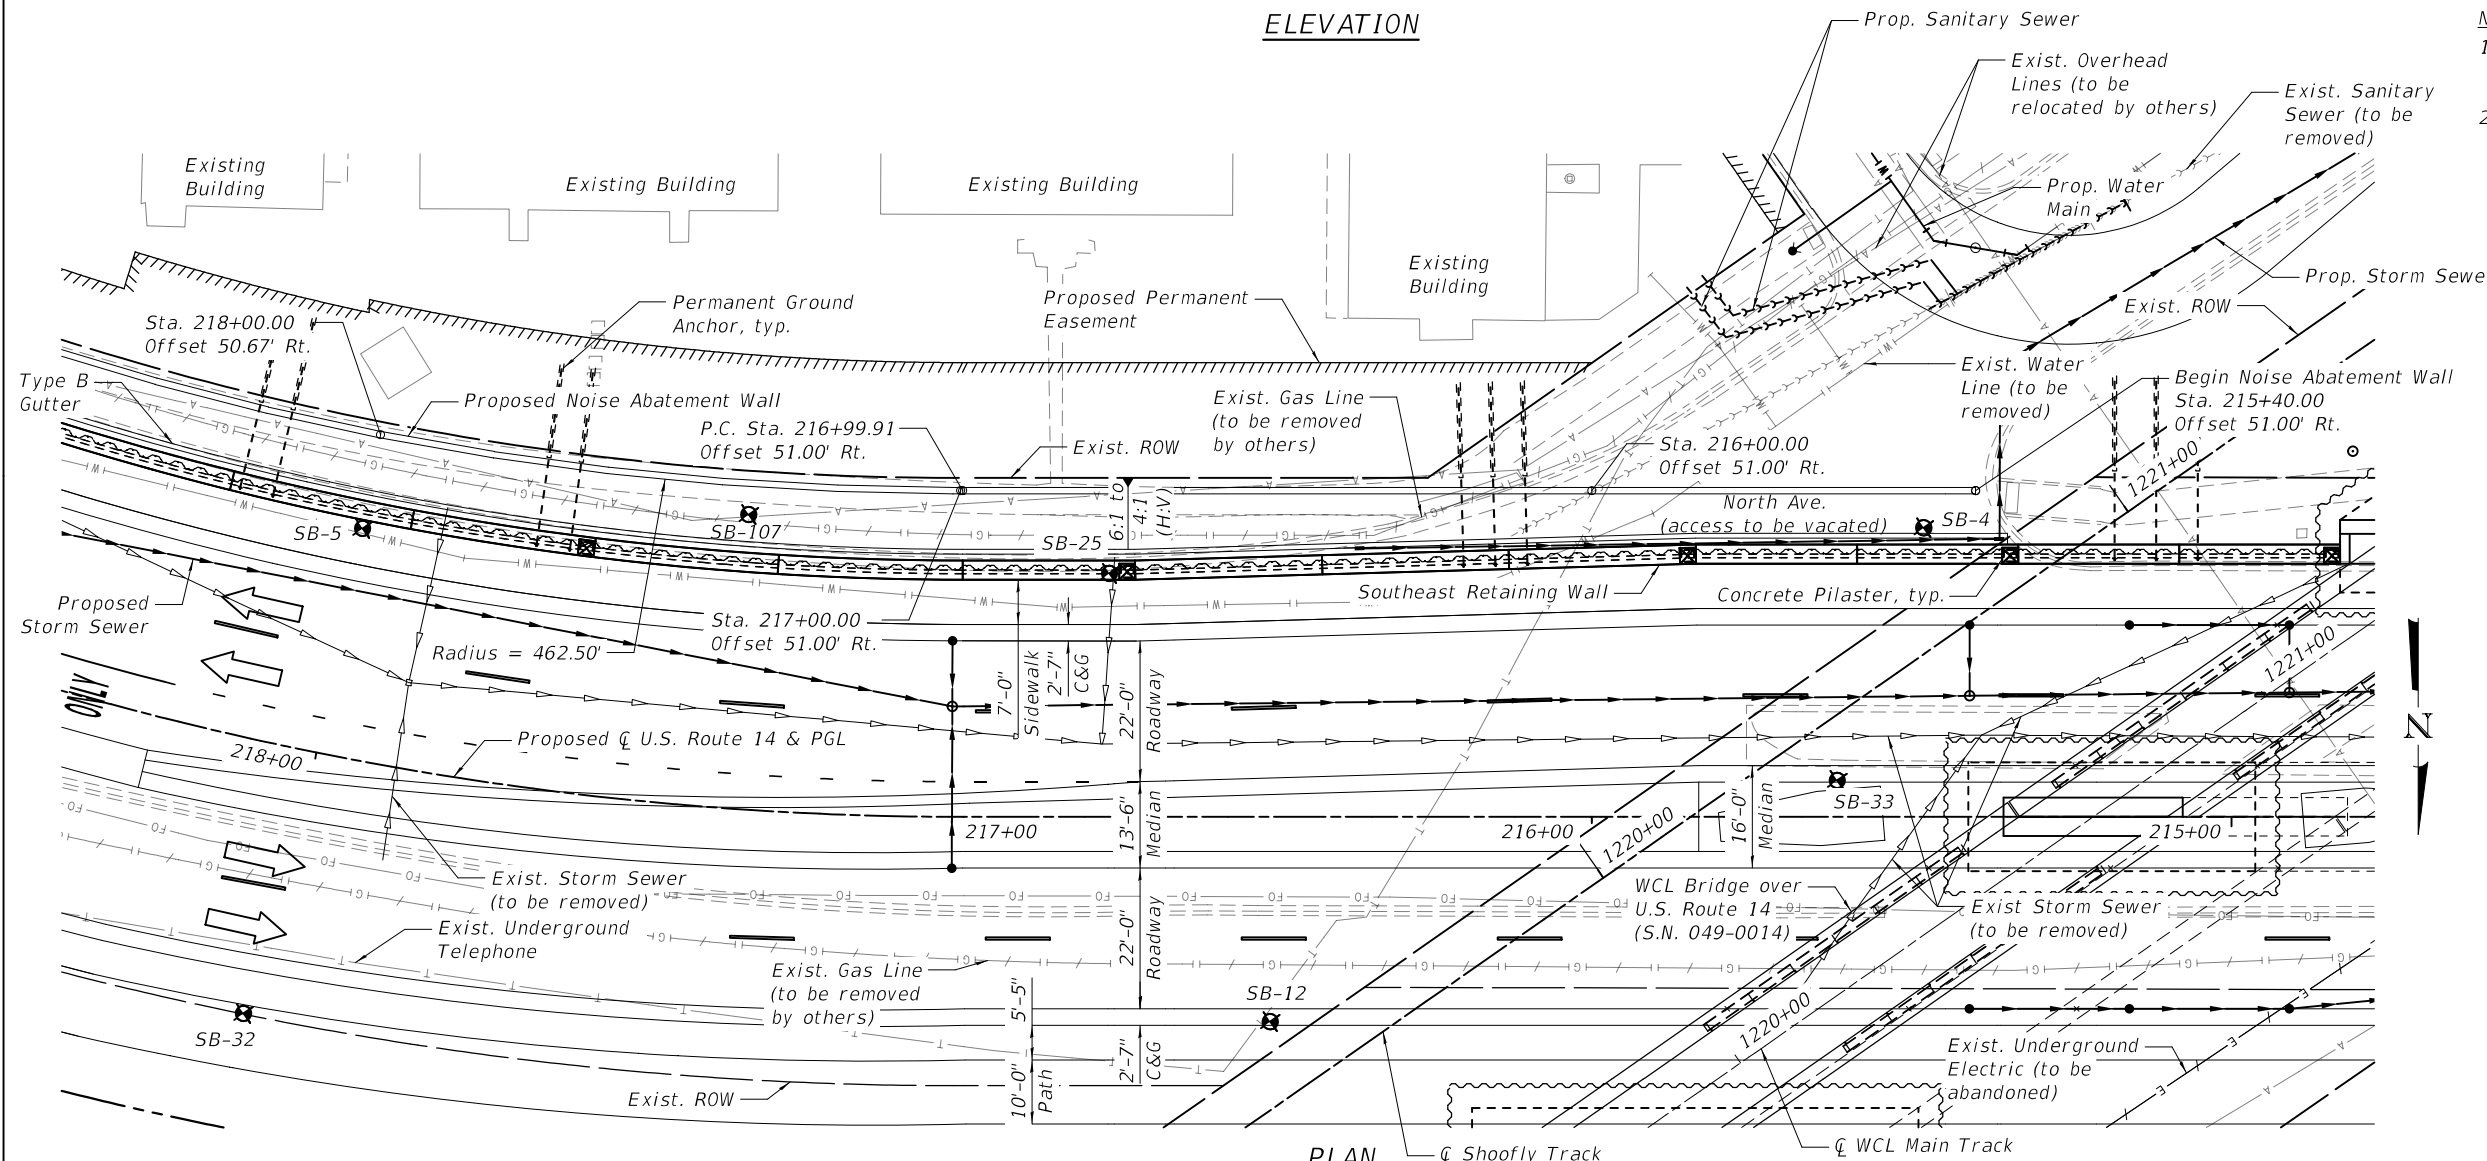 ELEVATION
Prop. Sanitary Sewer
Exist. Overhead
Lines (to be
relocated by others)
Exist. Sanitary
Sewer (to be
removed)
N
1
2
Existing
Building
Existing Building
Existing Building
Existing
Building
Prop. Water
Main
Prop. Storm Sewe
Exist. ROW
Permanent Ground
Anchor, typ.
Proposed Permanent
Easement
Sta. 218+00.00
Offset 50.67' Rt.
Type B
Gutter
Proposed Noise Abatement Wall
P.C. Sta. 216+99.91
Offset 51.00' Rt.
Exist. ROW
Exist. Gas Line
(to be removed
by others)
Exist. Water
Line (to be
removed)
Begin Noise Abatement Wall
Sta. 215+40.00
Offset 51.00' Rt.
Sta. 216+00.00
Offset 51.00' Rt.
1221+00
North Ave.
(access to be vacated)
6:1 to
4:1
(H:V)
SB-5
SB-107
SB-25
SB-4
Proposed
Storm Sewer
Sta. 217+00.00
Offset 51.00' Rt.
Radius = 462.50'
Southeast Retaining Wall
Concrete Pilaster, typ.
1221+00
7'-0"
Sidewalk
2'-7"
C&G
22'-0"
Roadway
Only
Proposed ℄ U.S. Route 14 & PGL
218+00
217+00
13'-6"
Median
216+00
1220+00
16'-0"
Median
SB-33
215+00
N
Exist. Storm Sewer
(to be removed)
Exist. Underground
Telephone
22'-0"
Roadway
WCL Bridge over
U.S. Route 14
(S.N. 049-0014)
Exist Storm Sewer
(to be removed)
Exist. Gas Line
(to be removed
by others)
5'-5"
SB-12
1220+00
SB-32
2'-7"
C&G
10'-0"
Path
Exist. ROW
Exist. Underground
Electric (to be
abandoned)
PLAN
℄ Shoofly Track
℄ WCL Main Track